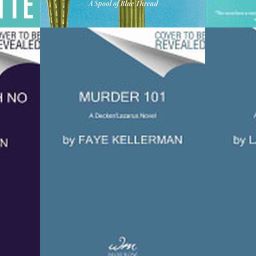 A Spool of Blue Thread
COVER TO BE
REVEALED
COVER TO BE
REVEALED
H NO
MURDER 101
A Decker/Lazarus Novel
N
by FAYE KELLERMAN
by L
wm